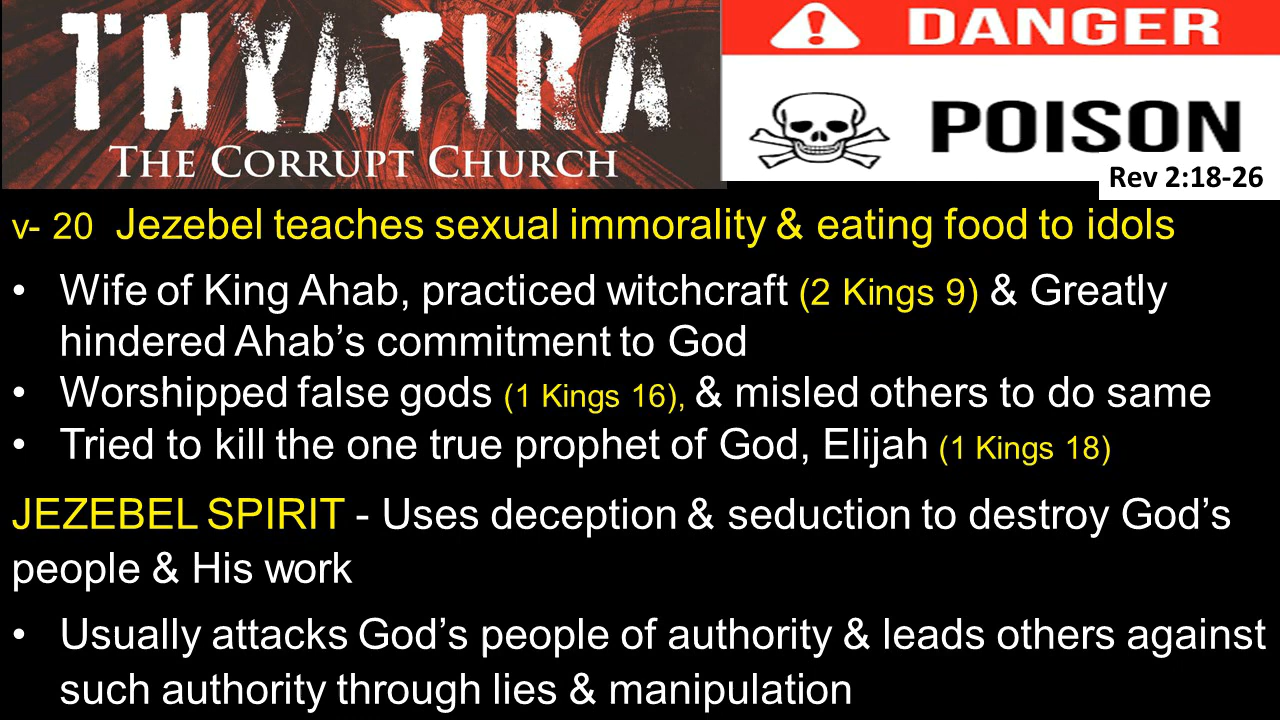 THYATIRA
THE CORRUPT CHURCH
DANGER
POISON
Rev 2:18-26
v- 20 Jezebel teaches sexual immorality & eating food to idols
• Wife of King Ahab, practiced witchcraft (2 Kings 9) & Greatly
hindered Ahab’s commitment to God
• Worshipped false gods (1 Kings 16), & misled others to do same
• Tried to kill the one true prophet of God, Elijah (1 Kings 18)
JEZEBEL SPIRIT - Uses deception & seduction to destroy God’s
people & His work
• Usually attacks God’s people of authority & leads others against
such authority through lies & manipulation